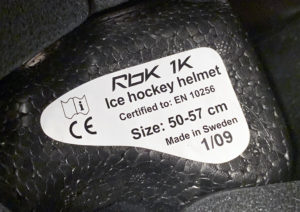 RbK 1K
Ice hockey helmet
Certified to: EN 10256
i
CE
Size: 50-57 cm
Made in Sweden
1/09